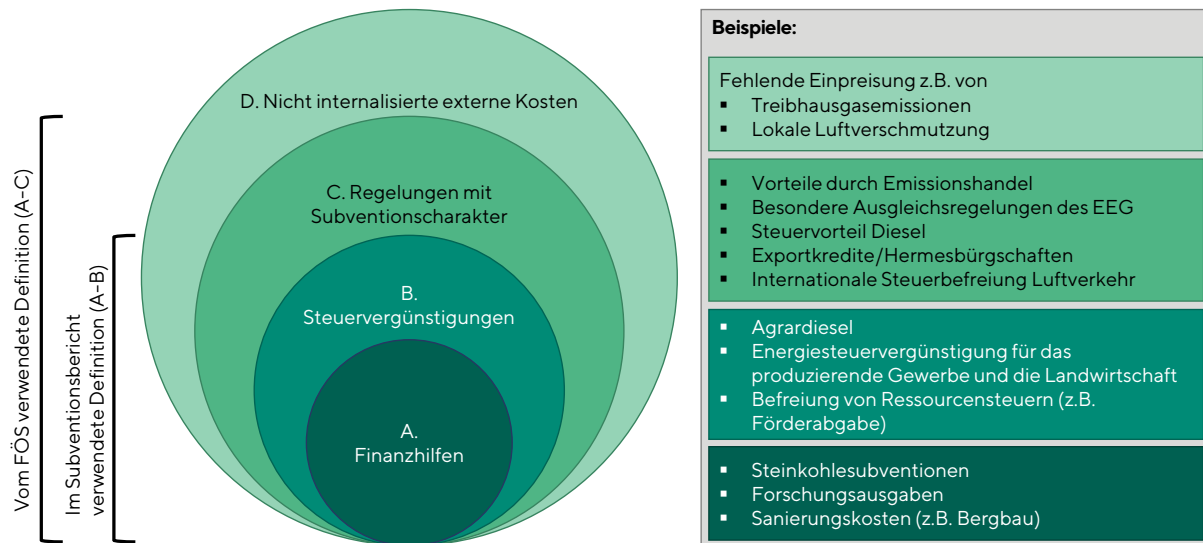 Vom FÖS verwendete Definition (A-C)
Im Subventionsbericht
verwendete Definition (A-B)
D. Nicht internalisierte externe Kosten
C. Regelungen mit
Subventionscharakter
B.
Steuervergünstigungen
A.
Finanzhilfen
Beispiele:
Fehlende Einpreisung z.B. von
▪ Treibhausgasemissionen
▪ Lokale Luftverschmutzung
▪ Vorteile durch Emissionshandel
▪ Besondere Ausgleichsregelungen des EEG
▪ Steuervorteil Diesel
▪ Exportkredite/Hermesbürgschaften
▪ Internationale Steuerbefreiung Luftverkehr
▪ Agrardiesel
▪ Energiesteuervergünstigung für das
produzierende Gewerbe und die Landwirtschaft
▪ Befreiung von Ressourcensteuern (z.B.
Förderabgabe)
▪ Steinkohlesubventionen
▪ Forschungsausgaben
▪ Sanierungskosten (z.B. Bergbau)